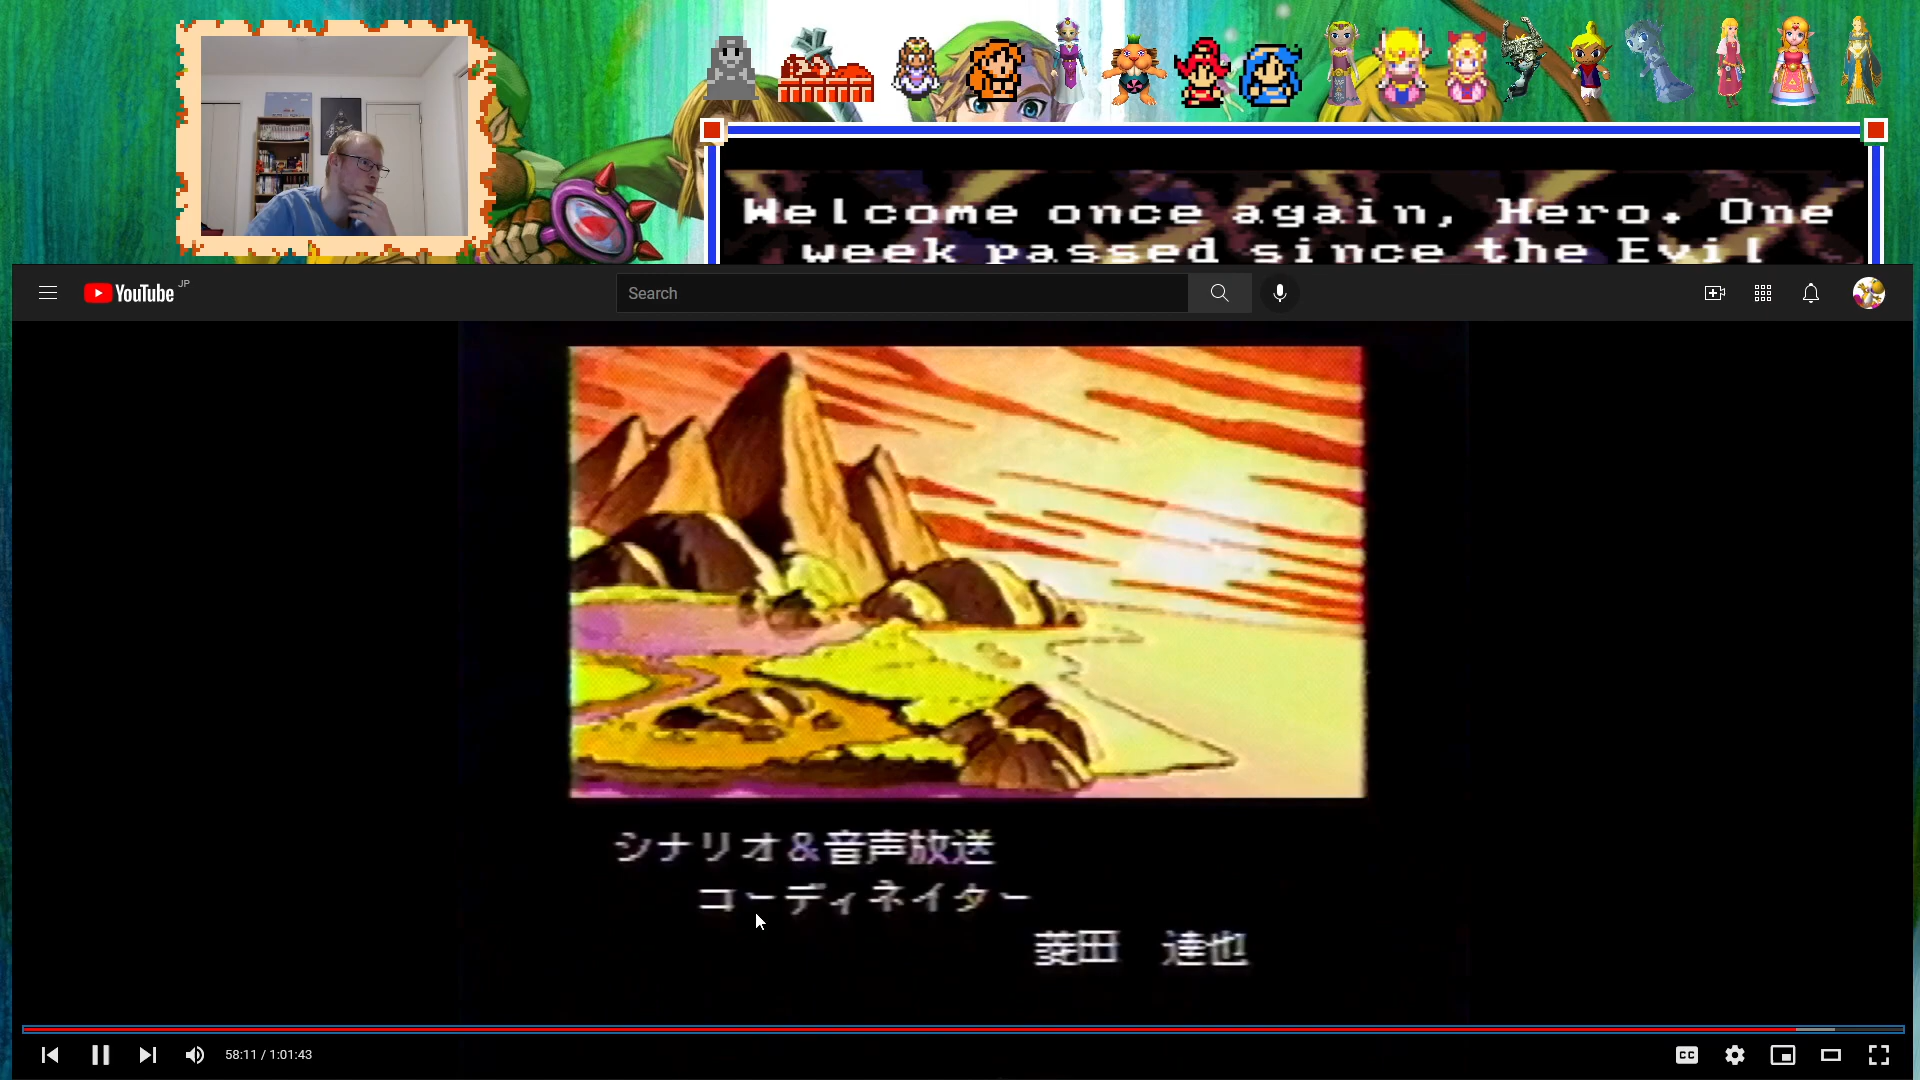 Welcome once again, Hero. One
week passed since the Evil
YouTube JP
Search
シナリオ&音声放送
コーディネイター
菱田 達也
58:11 / 1:01:43
CC